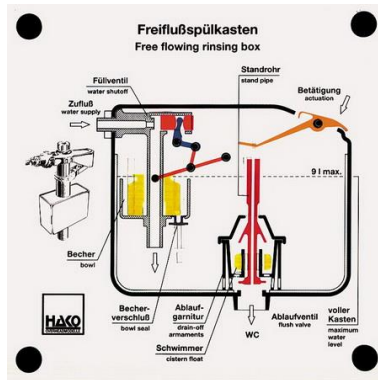 Freiflußspülkasten
Free flowing rinsing box
Standrohr
stand pipe
Füllventil
water shutoff
Betätigung
actuation
Zufluß
water supply
9 l max.
Becher
bowl
HACO
Becher-
verschluß
bowl seal
Ablauf-
garnitur
drain-off
armaments
Schwimmer
cistern float
WC
Ablaufventil
flush valve
voller
Kasten
maximum
water
level